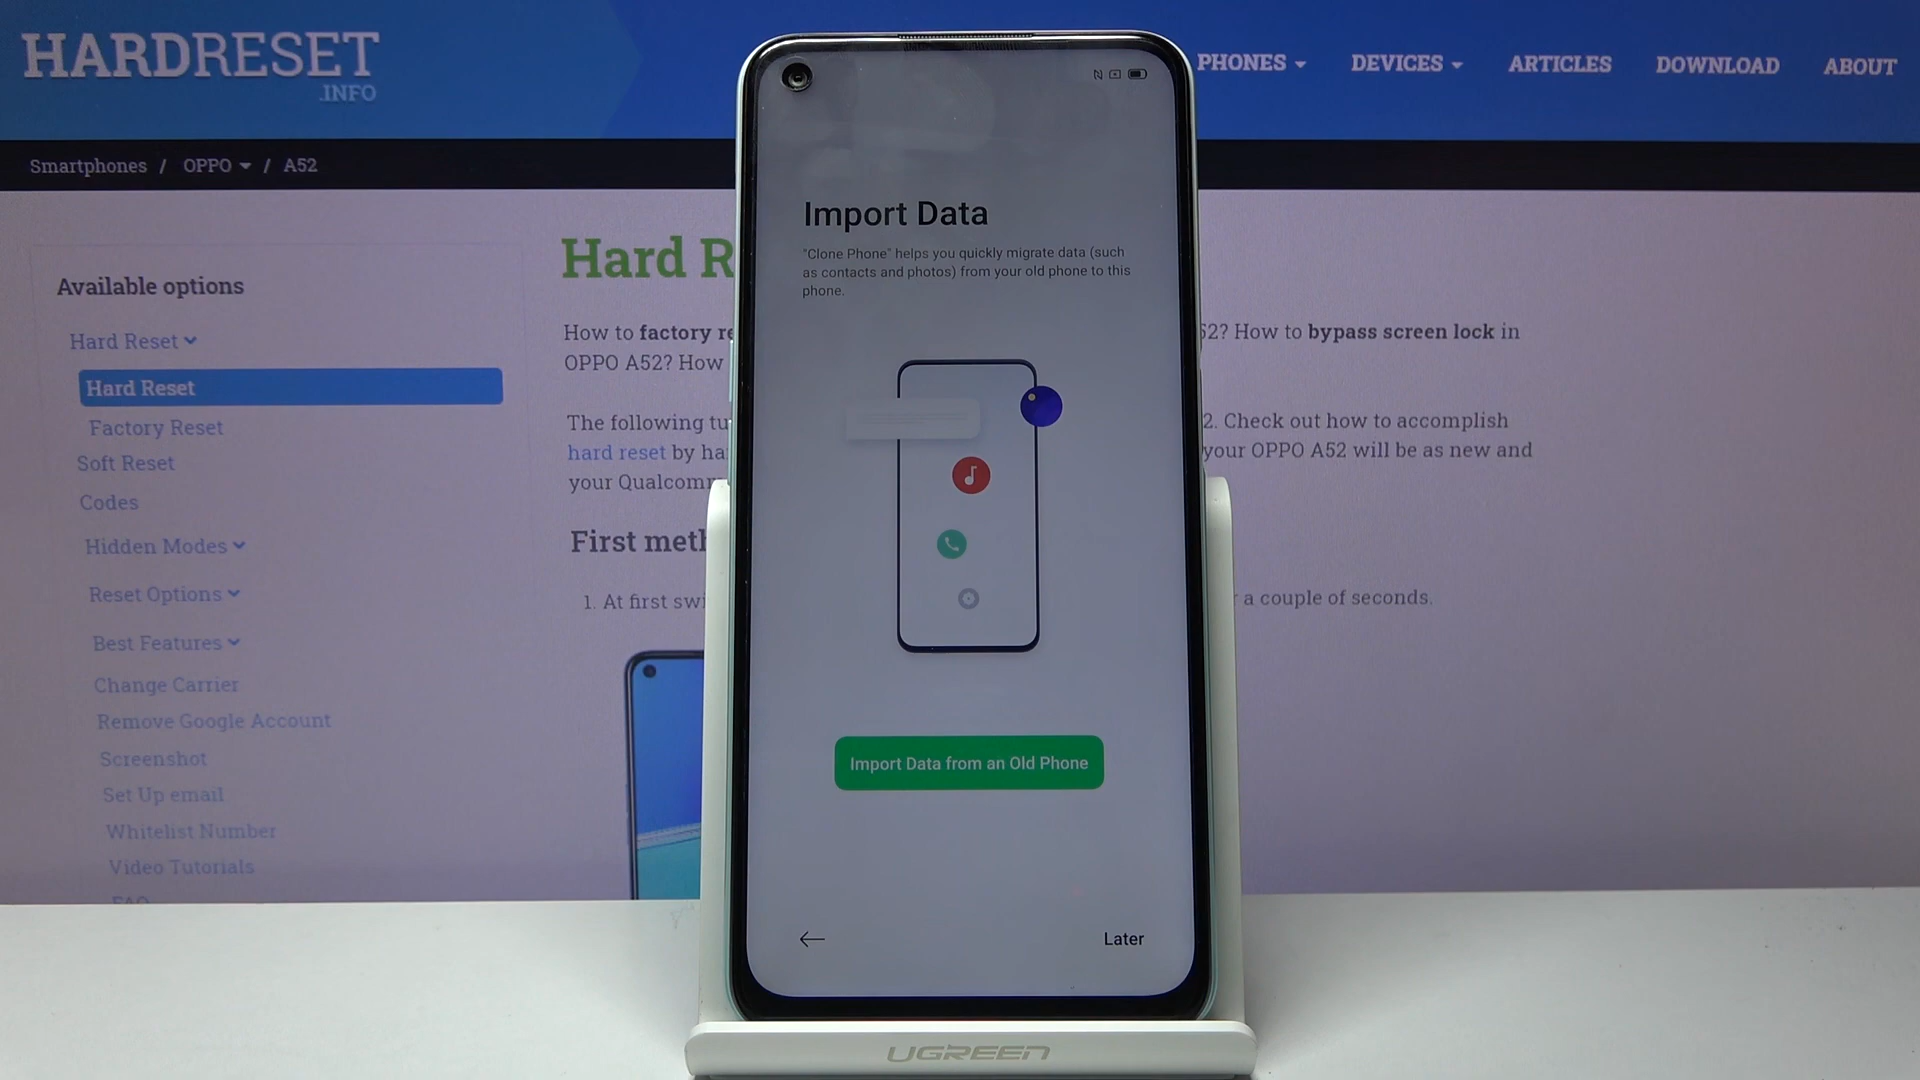 HARDRESET
.INFO
PHONES
DEVICES
ARTICLES
DOWNLOAD
ABOUT
Smartphones / OPPO / A52
Available options
Hard Reset
Hard Reset
Factory Reset
Soft Reset
Codes
Hidden Modes
Reset Options
Best Features
Change Carrier
Remove Google Account
Screenshot
Set Up email
Whitelist Number
Video Tutorials
FAQ
Hard R
How to factory re
52? How to bypass screen lock in
OPPO A52? How
The following tu
2. Check out how to accomplish
hard reset by ha
your OPPO A52 will be as new and
your Qualcomm
First meth
1. At first swi
a couple of seconds.
Import Data
"Clone Phone" helps you quickly migrate data (such
as contacts and photos) from your old phone to this
phone.
Import Data from an Old Phone
Later
UGREEN